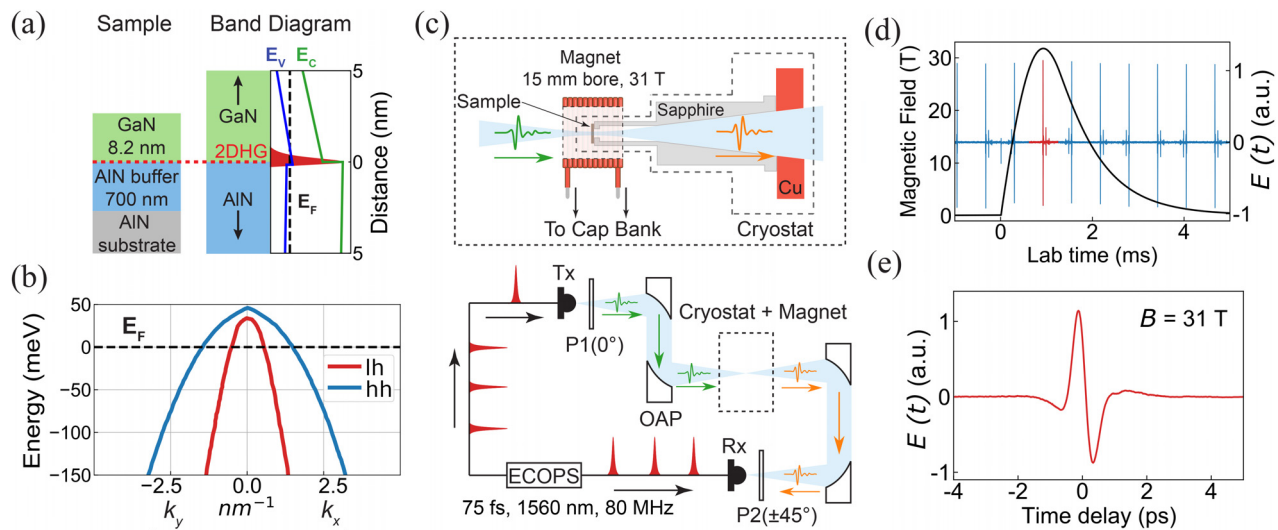 (a)
Sample
Band Diagram
GaN
8.2 nm
AlN buffer
700 nm
AlN
substrate
GaN
2DHG
AlN
E_V
E_C
E_F
5
0
5
Distance (nm)
(b)
Energy (meV)
50
0
−50
−100
−150
E_F
lh
hh
−2.5
0.0
2.5
k_y
nm⁻¹
k_x
(c)
Magnet
15 mm bore, 31 T
Sample
Sapphire
Cu
To Cap Bank
Cryostat
Tx
P1(0°)
Cryostat + Magnet
OAP
Rx
ECOPS
75 fs, 1560 nm, 80 MHz
P2(±45°)
(d)
Magnetic Field (T)
30
20
10
0
1
0
-1
E (t) (a.u.)
0
2
4
Lab time (ms)
(e)
E (t) (a.u.)
1
0
-1
B = 31 T
-4
-2
0
2
4
Time delay (ps)